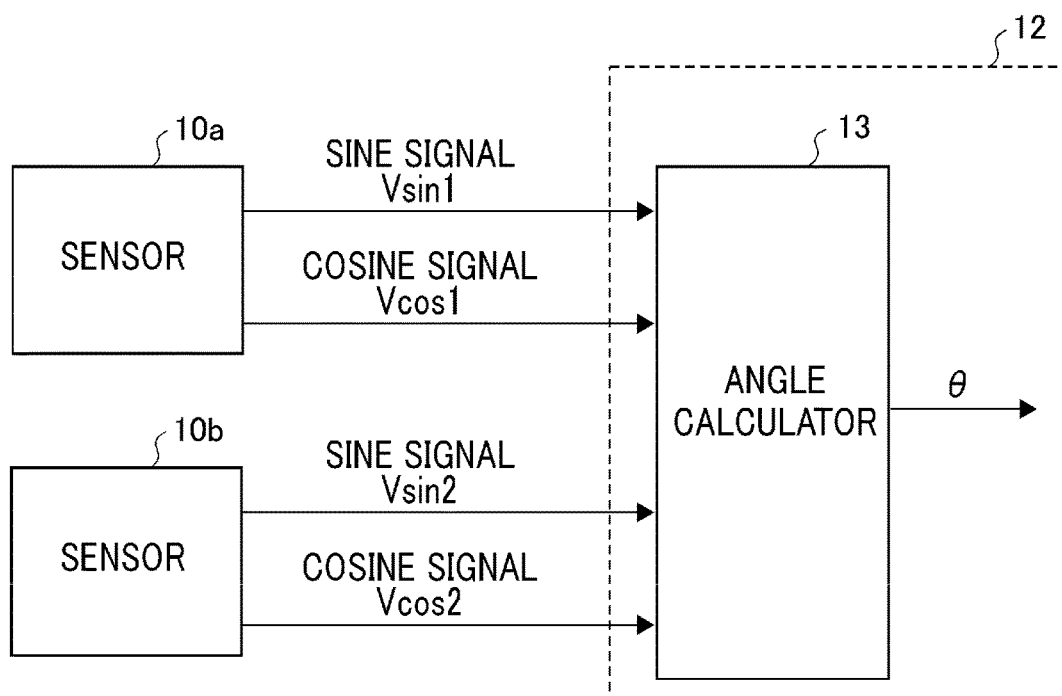 12
10a
SINE SIGNAL
Vsin1
13
SENSOR
COSINE SIGNAL
Vcos1
ANGLE
CALCULATOR
θ
10b
SINE SIGNAL
Vsin2
SENSOR
COSINE SIGNAL
Vcos2